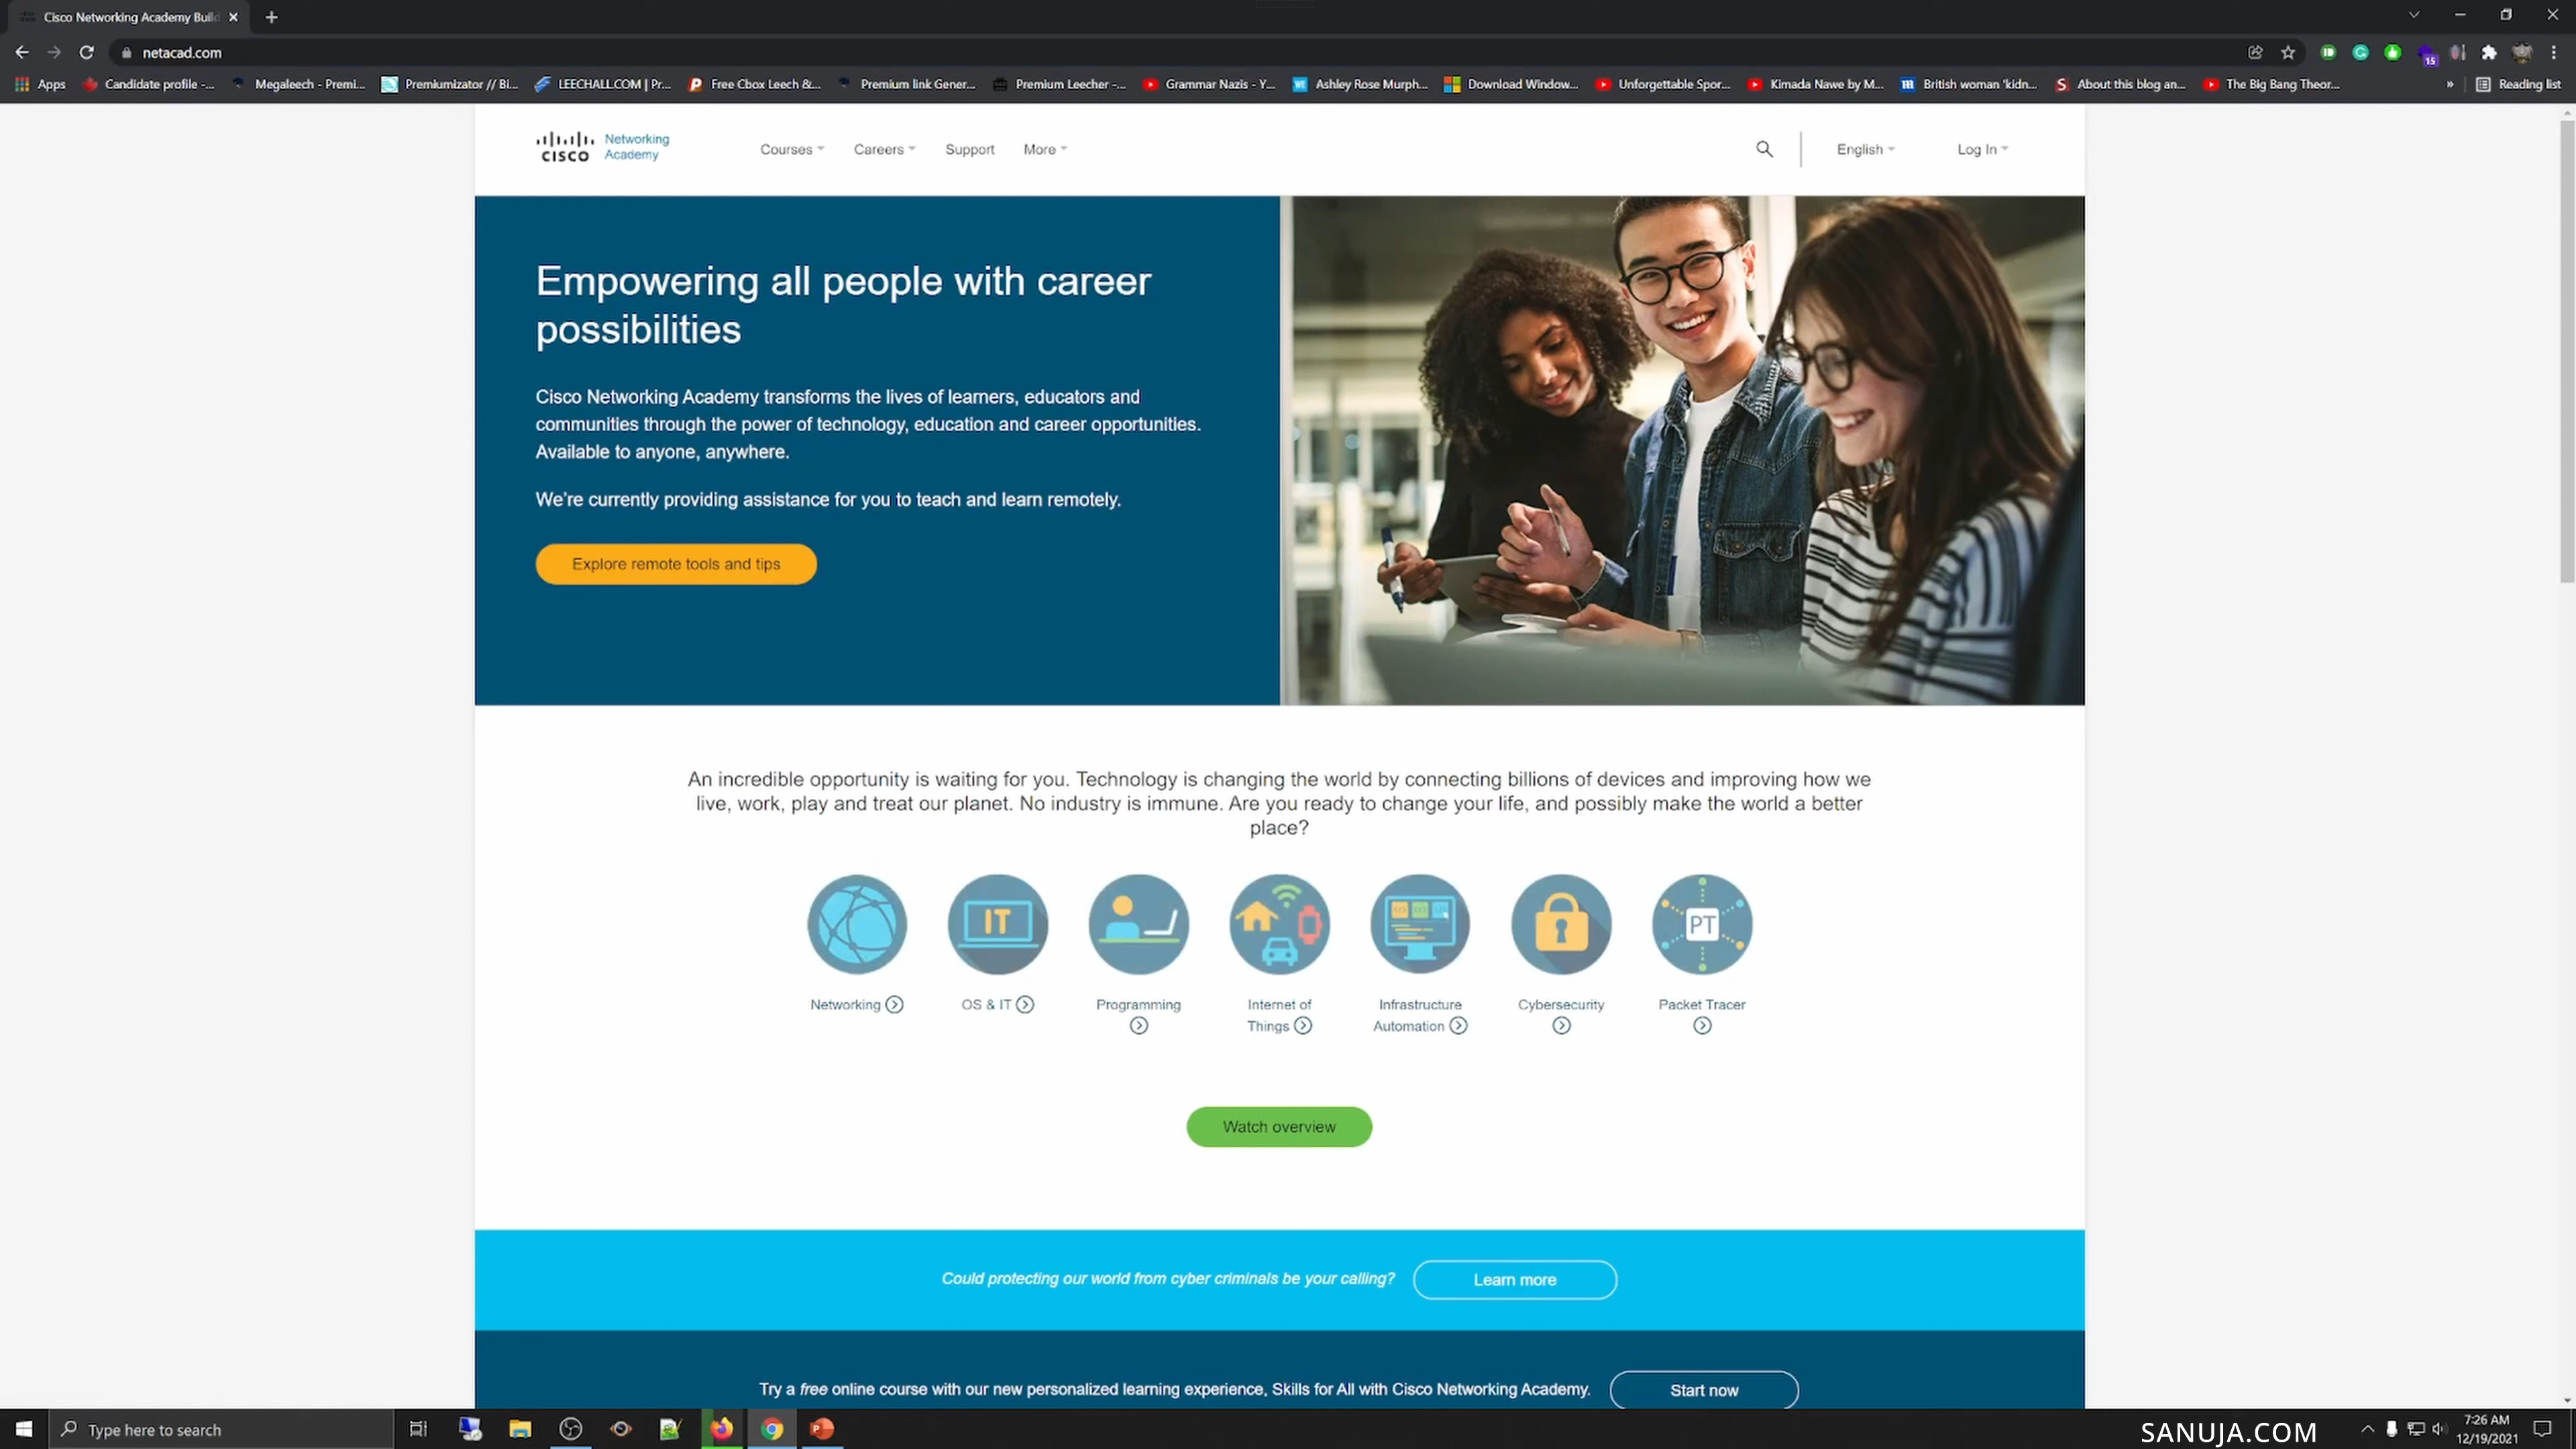 Cisco Networking Academy Build
netacd.com
Apps Candidate profile -... Megaleech - Premi... Premiumizator // Bl... LEECHALL.COM | Pr... Free Cbox Leech &... Premium link Gener... Premium Leecher -... Grammar Nazis - Y... Ashley Rose Murph... Download Window... Unforgettable Spor... Kimada Nawe by M... British woman 'kidn... About this blog an... The Big Bang Theor... » Reading list
15
CISCO Networking Academy
Courses Careers Support More English Log In
Empowering all people with career
possibilities
Cisco Networking Academy transforms the lives of learners, educators and
communities through the power of technology, education and career opportunities.
Available to anyone, anywhere.
We're currently providing assistance for you to teach and learn remotely.
Explore remote tools and tips
An incredible opportunity is waiting for you. Technology is changing the world by connecting billions of devices and improving how we
live, work, play and treat our planet. No industry is immune. Are you ready to change your life, and possibly make the world a better
place?
IT
PT
Networking
OS & IT
Programming
Internet of
Things
Infrastructure
Automation
Cybersecurity
Packet Tracer
Watch overview
Could protecting our world from cyber criminals be your calling? Learn more
Try a free online course with our new personalized learning experience, Skills for All with Cisco Networking Academy. Start now
Type here to search
SANUJA.COM
7:26 AM
12/19/2021